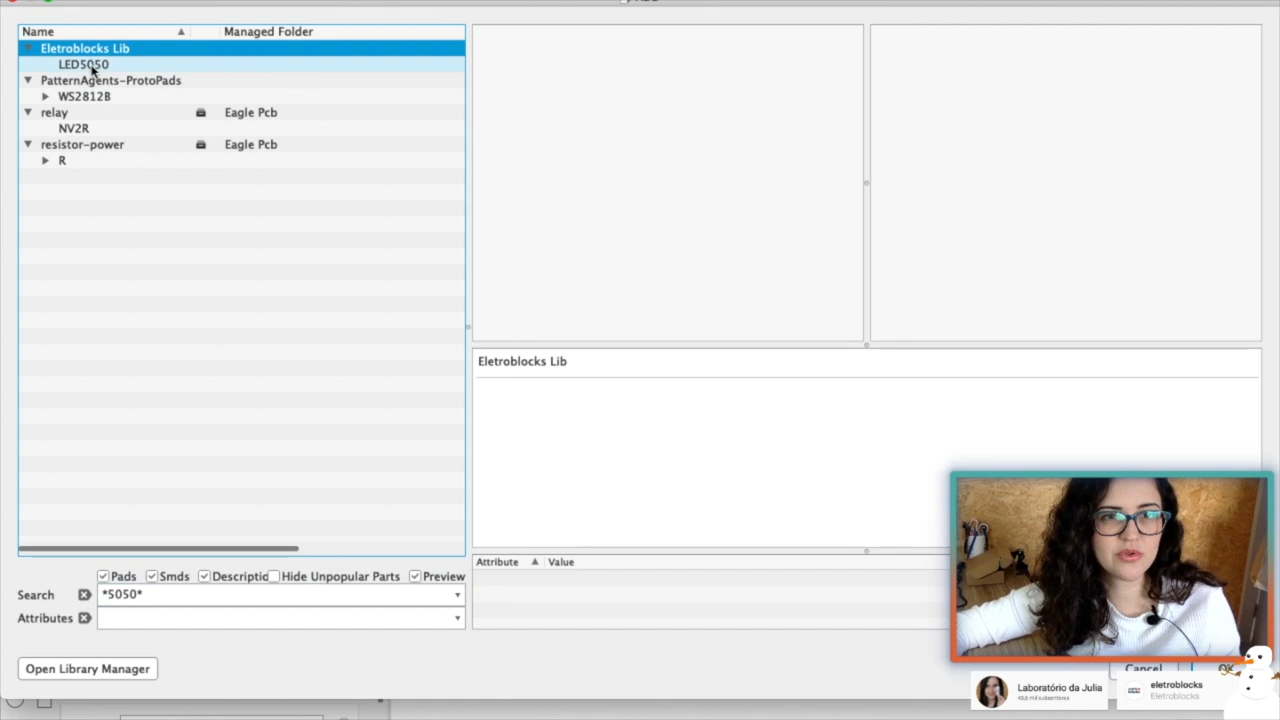 Name Managed Folder
Eletroblocks Lib
LED5050
PatternAgents-ProtoPads
WS2812B
relay Eagle Pcb
NV2R
resistor-power Eagle Pcb
R
Eletroblocks Lib
Attribute Value
Pads Smds Descriptio Hide Unpopular Parts Preview
Search *5050*
Attributes
Open Library Manager
Cancel OK
Laboratório da Julia
eletroblocks
Eletroblocks